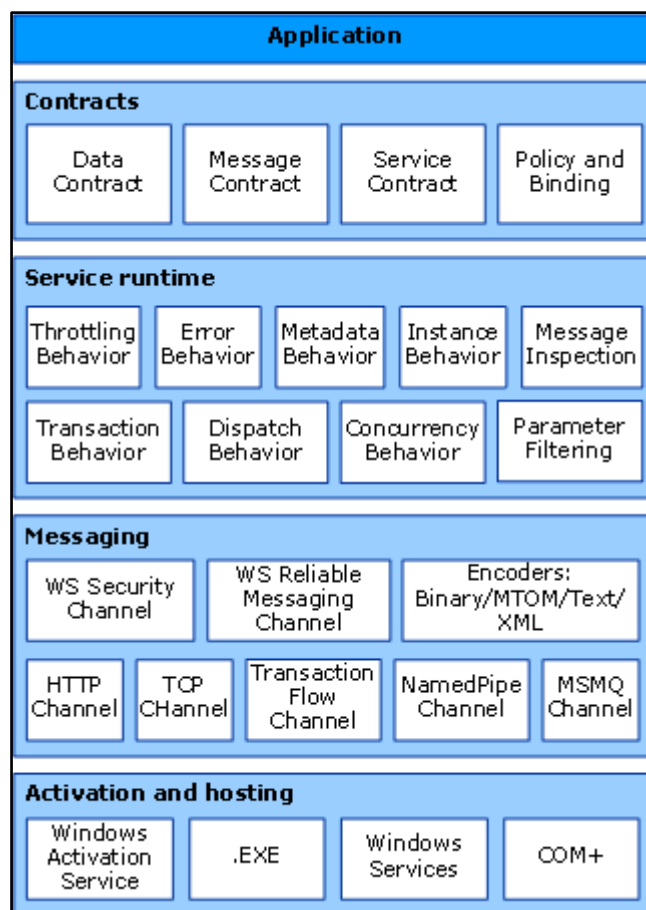 Application
Contracts
Data
Contract
Message
Contract
Service
Contract
Policy and
Binding
Service runtime
Throttling
Behavior
Error
Behavior
Metadata
Behavior
Instance
Behavior
Message
Inspection
Transaction
Behavior
Dispatch
Behavior
Concurrency
Behavior
Parameter
Filtering
Messaging
WS Security
Channel
WS Reliable
Messaging
Channel
Encoders:
Binary/MTOM/Text/
XML
HTTP
Channel
TCP
CHannel
Transaction
Flow
Channel
NamedPipe
Channel
MSMQ
Channel
Activation and hosting
Windows
Activation
Service
.EXE
Windows
Services
COM+